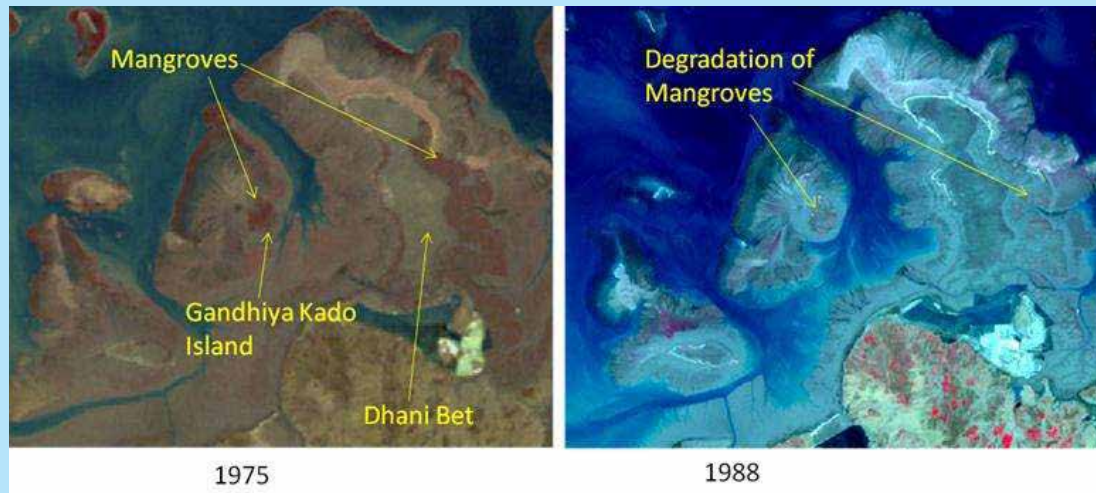 Mangroves
Gandhiya Kado
Island
Dhani Bet
Degradation of
Mangroves
1975
1988